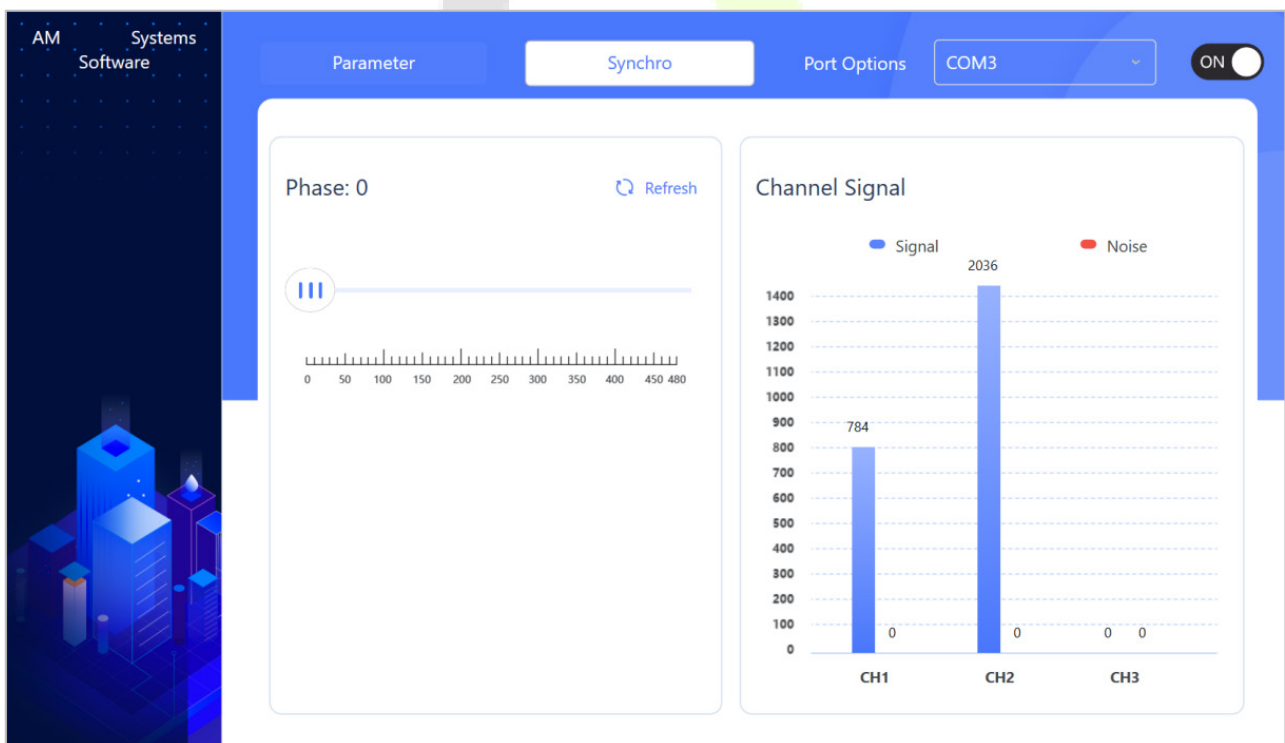 AM Systems
Software
Parameter
Synchro
Port Options
COM3
ON
Phase: 0
Refresh
0 50 100 150 200 250 300 350 400 450 480
Channel Signal
Signal
Noise
2036
1400
1300
1200
1100
1000
900
784
800
700
600
500
400
300
200
100
0 0 0 0
0
CH1 CH2 CH3